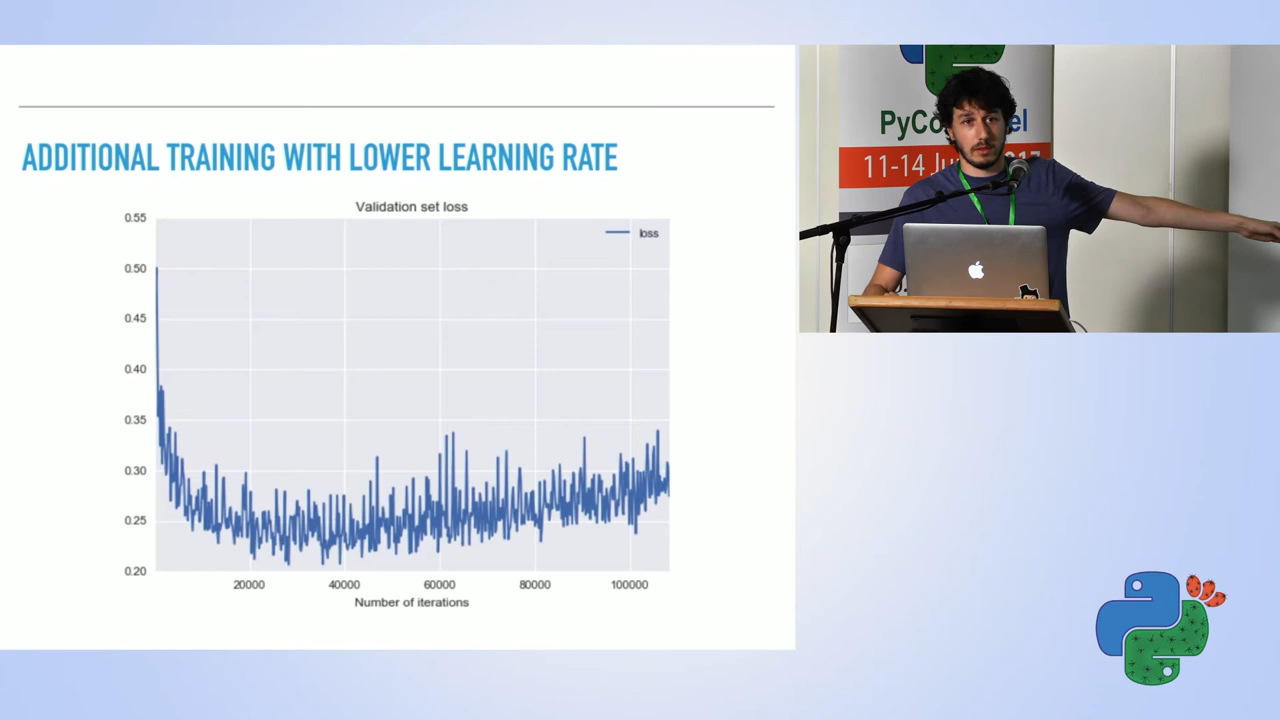 ADDITIONAL TRAINING WITH LOWER LEARNING RATE
Validation set loss
loss
0.55
0.50
0.45
0.40
0.35
0.30
0.25
0.20
20000
40000
60000
80000
100000
Number of iterations
PyCo el
11-14 Ju 2017